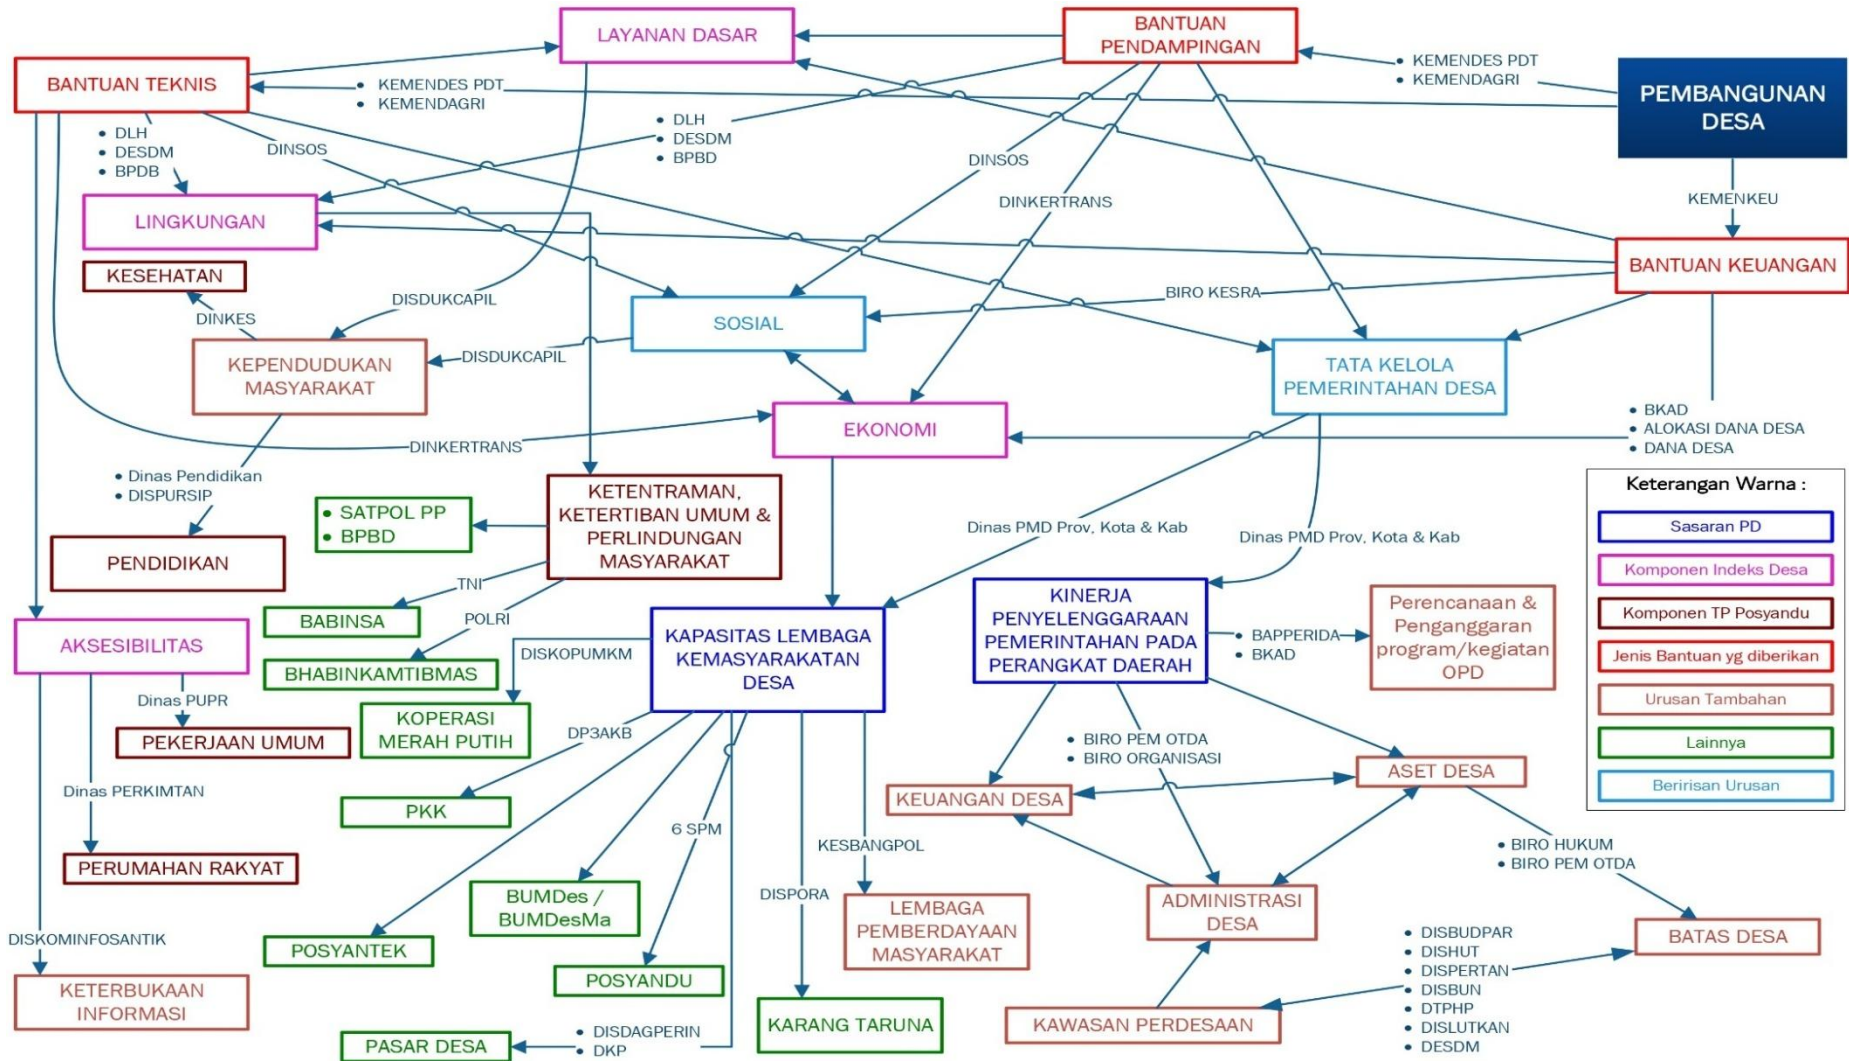 LAYANAN DASAR
BANTUAN
PENDAMPINGAN
• KEMENDES PDT
• KEMENDAGRI
PEMBANGUNAN
DESA
BANTUAN TEKNIS
• KEMENDES PDT
• KEMENDAGRI
• DLH
• DESDM
• BPDB
DINSOS
• DLH
• DESDM
• BPBD
DINSOS
DINKERTRANS
KEMENKEU
LINGKUNGAN
BANTUAN KEUANGAN
KESEHATAN
DINKES
DISDUKCAPIL
SOSIAL
BIRO KESRA
KEPENDUDUKAN
MASYARAKAT
DISDUKCAPIL
TATA KELOLA
PEMERINTAHAN DESA
EKONOMI
DINKERTRANS
• BKAD
• ALOKASI DANA DESA
• DANA DESA
• Dinas Pendidikan
• DISPURSIP
PENDIDIKAN
• SATPOL PP
• BPBD
KETENTRAMAN,
KETERTIBAN UMUM &
PERLINDUNGAN
MASYARAKAT
TNI
BABINSA
POLRI
BHABINKAMTIBMAS
Dinas PMD Prov, Kota & Kab
Dinas PMD Prov, Kota & Kab
Keterangan Warna :
Sasaran PD
Komponen Indeks Desa
Komponen TP Posyandu
Jenis Bantuan yg diberikan
Urusan Tambahan
Lainnya
Beririsan Urusan
AKSESIBILITAS
Dinas PUPR
PEKERJAAN UMUM
Dinas PERKIMTAN
PERUMAHAN RAKYAT
DISKOMINFOSANTIK
KETERBUKAAN
INFORMASI
KAPASITAS LEMBAGA
KEMASYARAKATAN
DESA
DISKOPUMKM
KOPERASI
MERAH PUTIH
DP3AKB
PKK
POSYANTEK
BUMDes /
BUMDesMa
6 SPM
POSYANDU
• DISDAGPERIN
• DKP
PASAR DESA
DISPORA
KARANG TARUNA
KESBANGPOL
LEMBAGA
PEMBERDAYAAN
MASYARAKAT
KINERJA
PENYELENGGARAAN
PEMERINTAHAN PADA
PERANGKAT DAERAH
• BAPPERIDA
• BKAD
Perencanaan &
Penganggaran
program/kegiatan
OPD
• BIRO PEM OTDA
• BIRO ORGANISASI
KEUANGAN DESA
ASET DESA
• BIRO HUKUM
• BIRO PEM OTDA
ADMINISTRASI
DESA
BATAS DESA
KAWASAN PERDESAAN
• DISBUDPAR
• DISHUT
• DISPERTAN
• DISBUN
• DTPHP
• DISLUTKAN
• DESDM